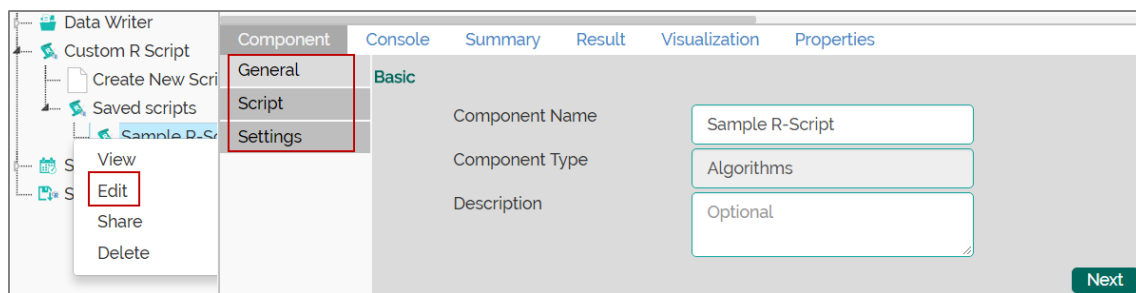 Data Writer
Custom R Script
Create New Scri
Saved scripts
Sample R-Sc
S
S
View
Edit
Share
Delete
Component Console Summary Result Visualization Properties
General
Script
Settings
Basic
Component Name Sample R-Script
Component Type Algorithms
Description Optional
Next